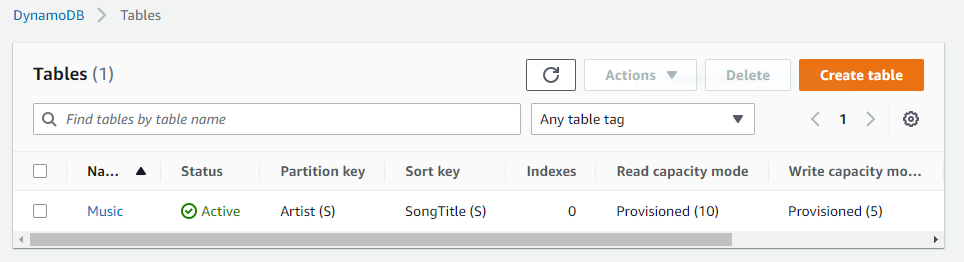 DynamoDB > Tables
Tables (1) Actions Delete Create table
Find tables by table name Any table tag 1
Na... Status Partition key Sort key Indexes Read capacity mode Write capacity mo...
Music Active Artist (S) SongTitle (S) 0 Provisioned (10) Provisioned (5)